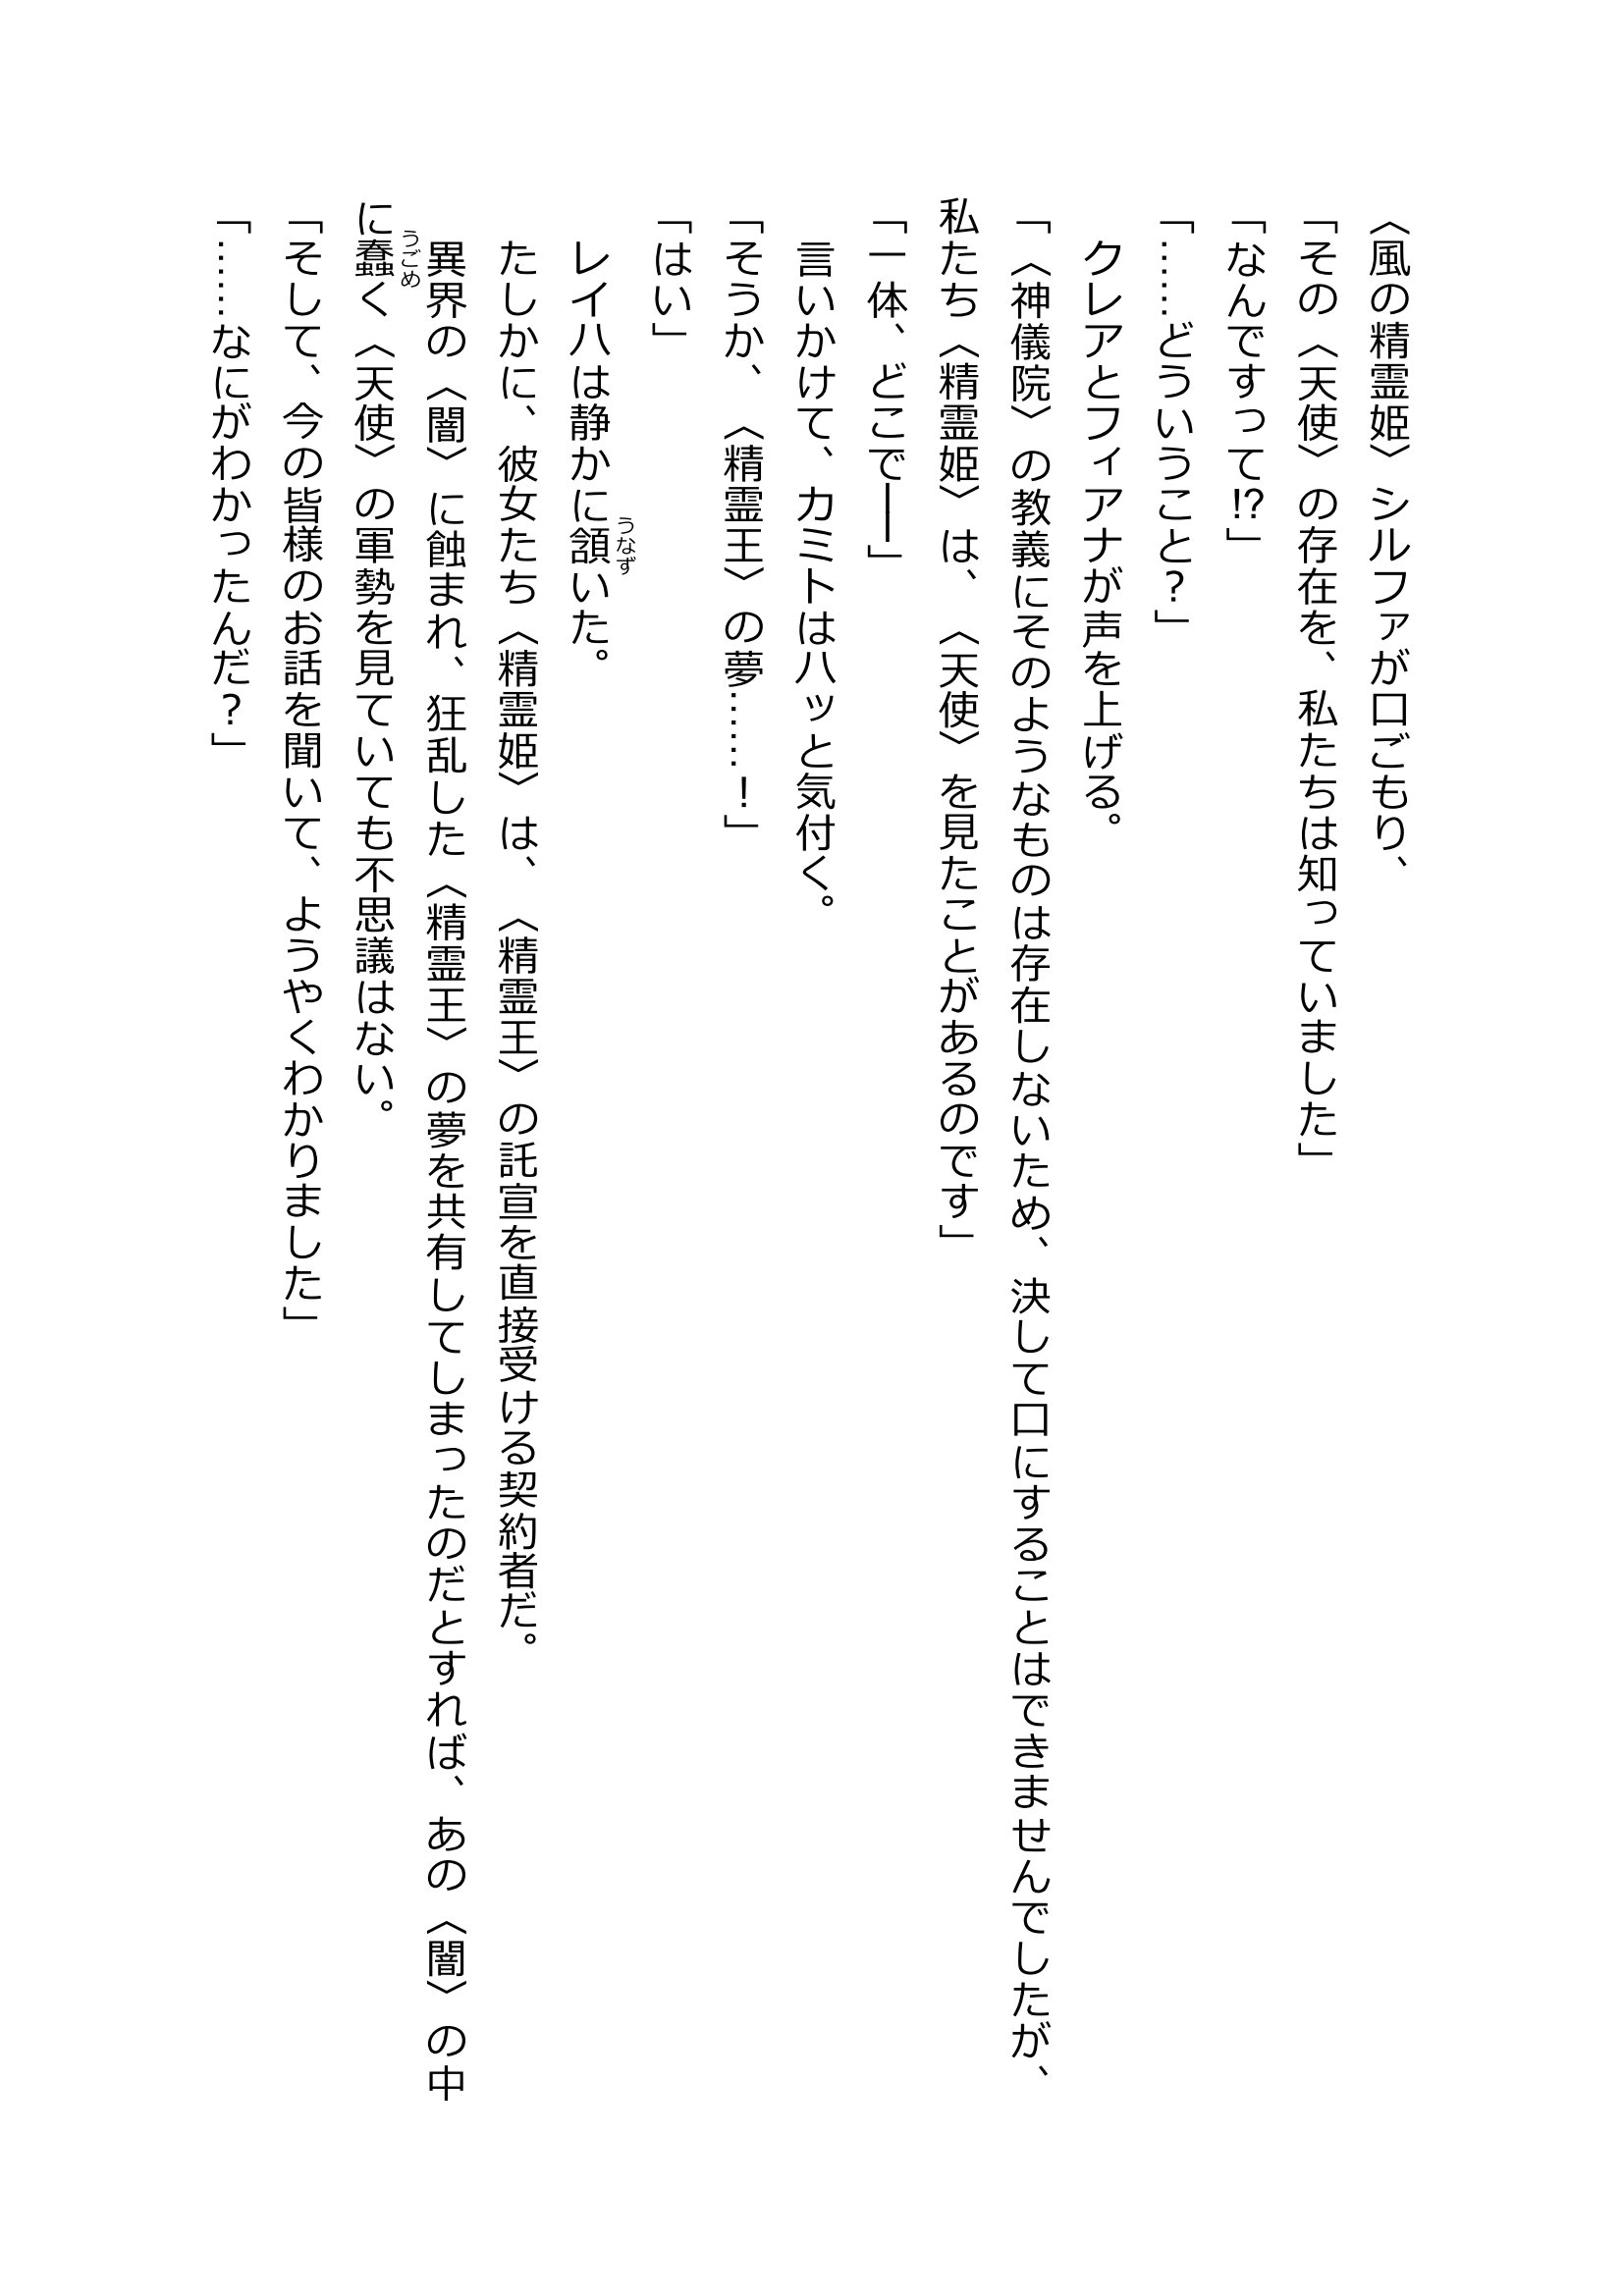 〈風の精霊姫〉シルファが口ごもり、
「その〈天使〉の存在を、私たちは知っていました」
「なんですって⁉」
「……どういうこと？」
　クレアとフィアナが声を上げる。
「〈神儀院〉の教義にそのようなものは存在しないため、決して口にすることはできませんでしたが、
私たち〈精霊姫〉は、〈天使〉を見たことがあるのです」
「一体、どこで――」
　言いかけて、カミトはハッと気付く。
「そうか、〈精霊王〉の夢……！」
「はい」
　レイハは静かに頷いた。
うなず
　たしかに、彼女たち〈精霊姫〉は、〈精霊王〉の託宣を直接受ける契約者だ。
　異界の〈闇〉に蝕まれ、狂乱した〈精霊王〉の夢を共有してしまったのだとすれば、あの〈闇〉の中
に蠢く〈天使〉の軍勢を見ていても不思議はない。
うごめ
「そして、今の皆様のお話を聞いて、ようやくわかりました」
「……なにがわかったんだ？」